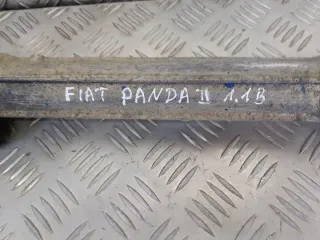 FIAT PANDA II 1.1B